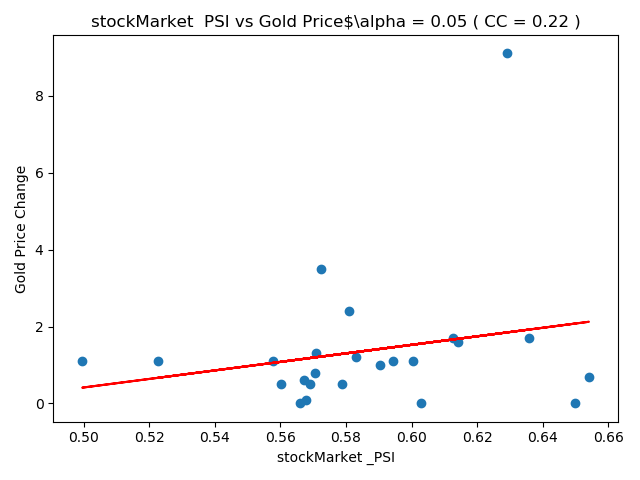 stockMarket  PSI vs Gold Price$\alpha = 0.05 ( CC = 0.22 )
Gold Price Change
8
6
4
2
0
0.50 0.52 0.54 0.56 0.58 0.60 0.62 0.64 0.66
stockMarket _PSI